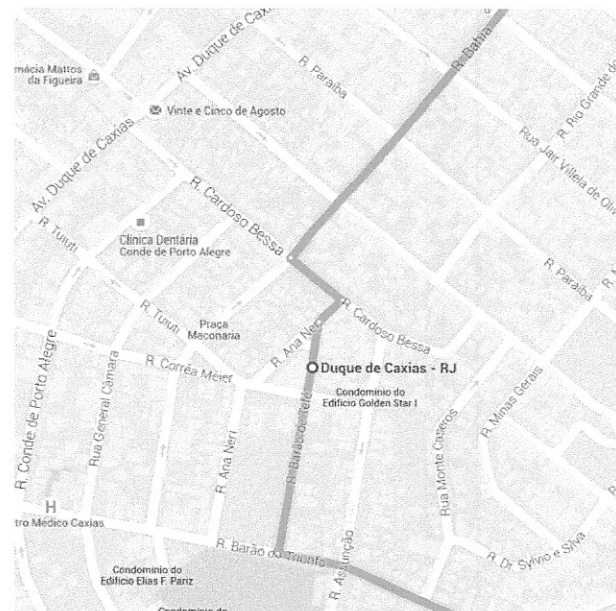 Av. Duque de Caxias
R. Bahia
R. Paraíba
R. Rio Grande do
mácia Mattos
da Figueira
Vinte e Cinco de Agosto
Rua Jair Villela de Oli
Av. Duque de Caxias
R. Cardoso Bessa
R. Tuiuti
Clínica Dentária
Conde de Porto Alegre
R. Paraíba
R. Tuiuti
Praça
Maconaria
R. Ana Neri
R. Cardoso Bessa
R. Conde de Porto Alegre
Rua General Câmara
R. Corrêa Meier
Duque de Caxias - RJ
R. Minas Gerais
Condomínio do
Edifício Golden Star I
R. Barão de Tefé
R. Ana Neri
Rua Monte Caseros
H
tro Médico Caxias
R. Barão do Triunfo
R. Assunção
R. Dr. Sylvio e Silva
Condomínio do
Edifício Elias F. Pariz